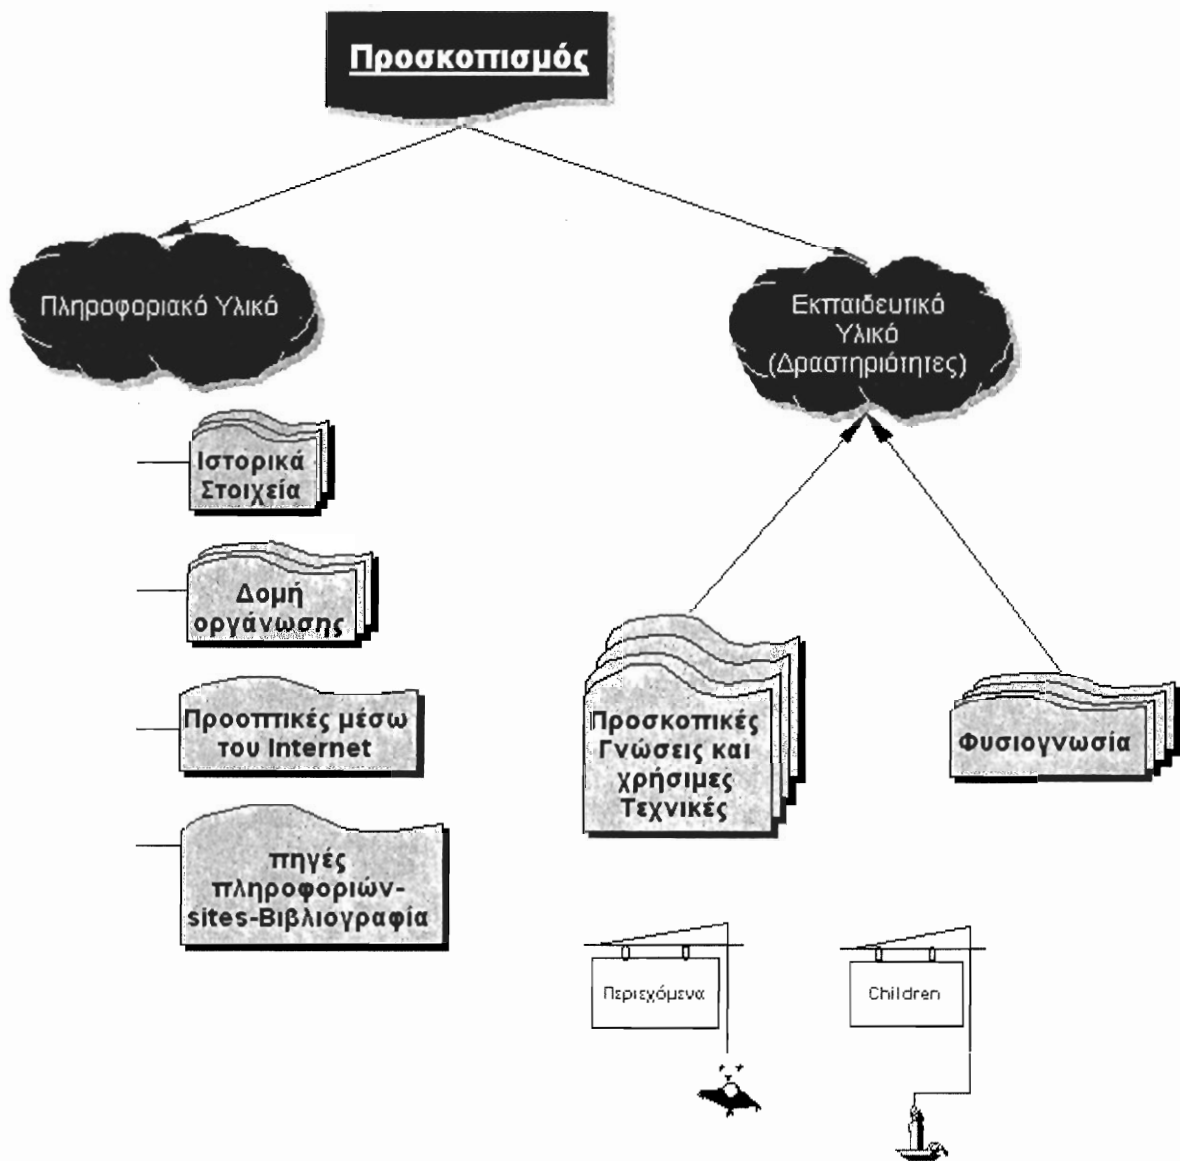 Προσκοπισμός
Πληροφοριακό Υλικό
Εκπαιδευτικό
Υλικό
(Δραστηριότητες)
Ιστορικά
Στοιχεία
Δομή
οργάνωσης
Προοπτικές μέσω
του Internet
πηγές
πληροφοριών-
sites-Βιβλιογραφία
Προσκοπικές
Γνώσεις και
χρήσιμες
Τεχνικές
Φυσιογνωσία
Περιεχόμενα
Children